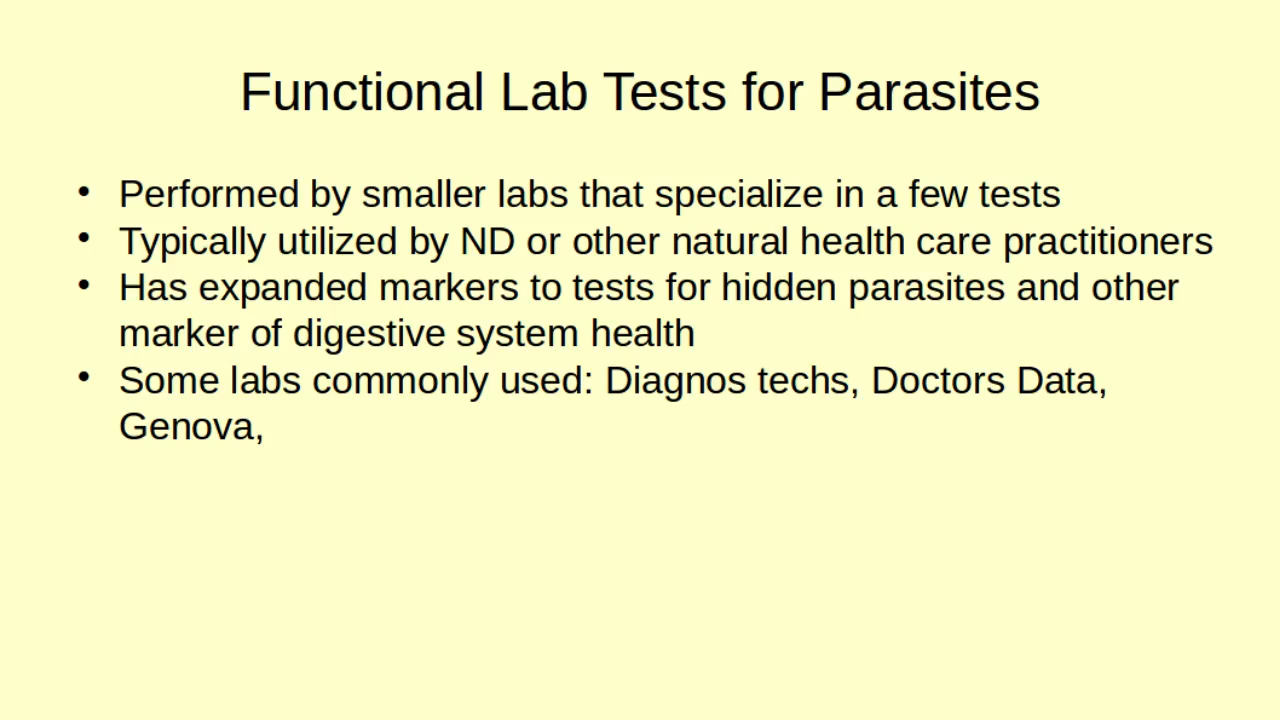 Functional Lab Tests for Parasites
• Performed by smaller labs that specialize in a few tests
• Typically utilized by ND or other natural health care practitioners
• Has expanded markers to tests for hidden parasites and other
marker of digestive system health
• Some labs commonly used: Diagnos techs, Doctors Data,
Genova,